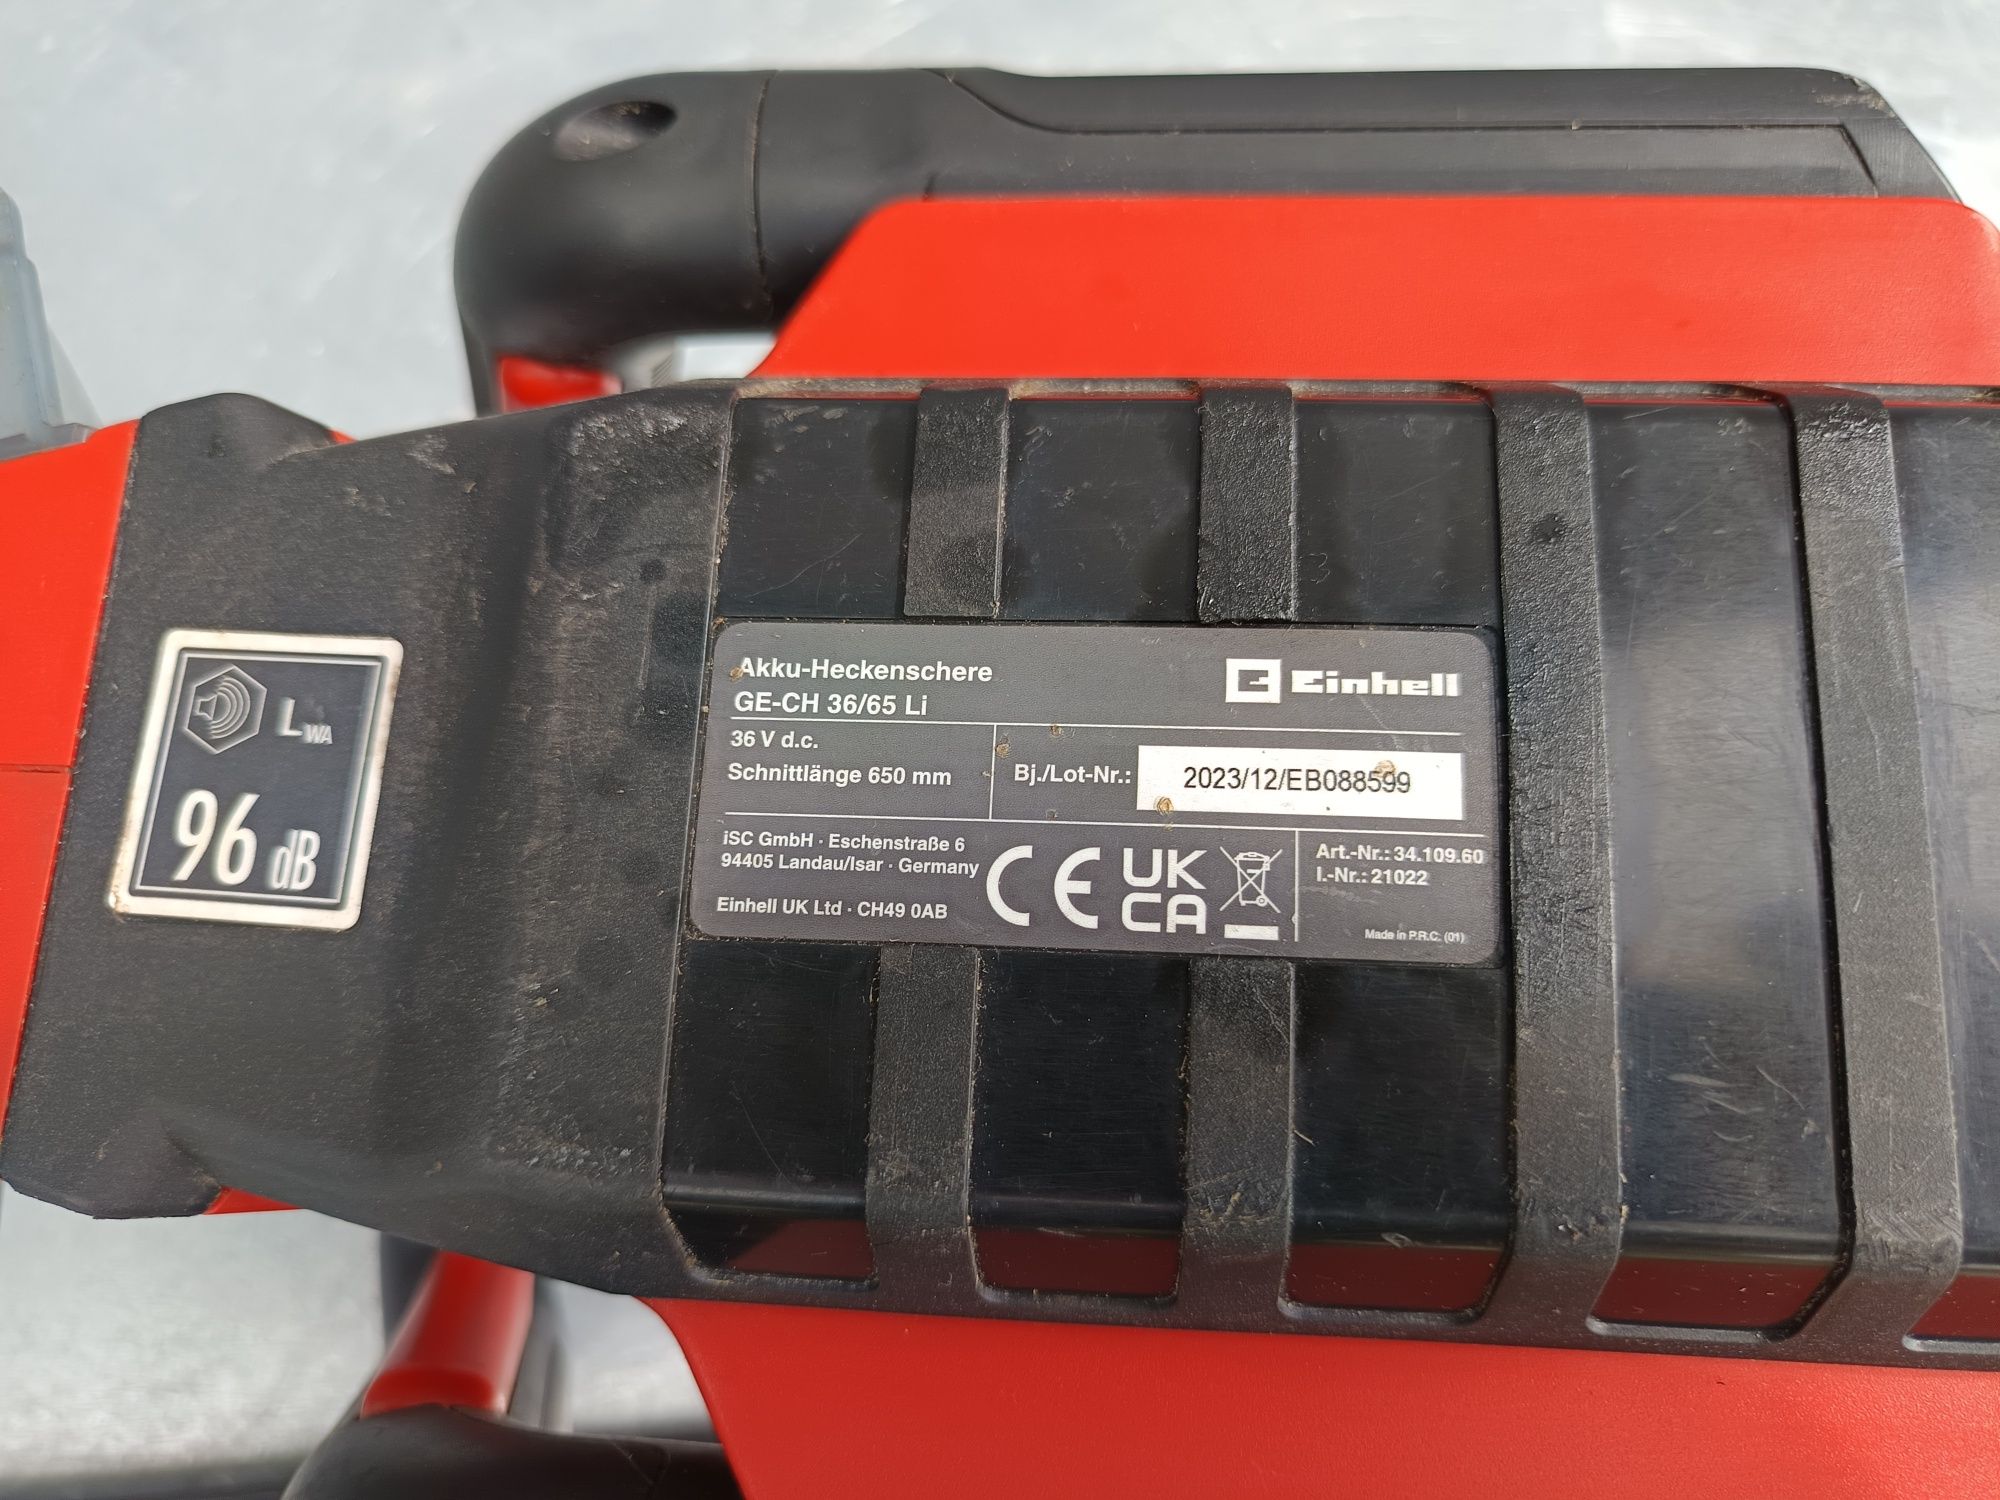 LWA
96 dB
Akku-Heckenschere
GE-CH 36/65 Li
Einhell
36 V d.c.
Schnittlänge 650 mm
Bj./Lot-Nr.:
2023/12/EB088599
iSC GmbH · Eschenstraße 6
94405 Landau/Isar · Germany
Einhell UK Ltd · CH49 0AB
CE
UK
CA
Art.-Nr.: 34.109.60
I.-Nr.: 21022
Made in P.R.C. (01)